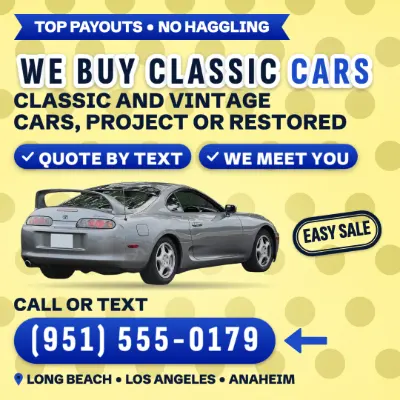 TOP PAYOUTS • NO HAGGLING
WE BUY CLASSIC CARS
CLASSIC AND VINTAGE
CARS, PROJECT OR RESTORED
✓ QUOTE BY TEXT ✓ WE MEET YOU
EASY SALE
CALL OR TEXT
(951) 555-0179
LONG BEACH • LOS ANGELES • ANAHEIM